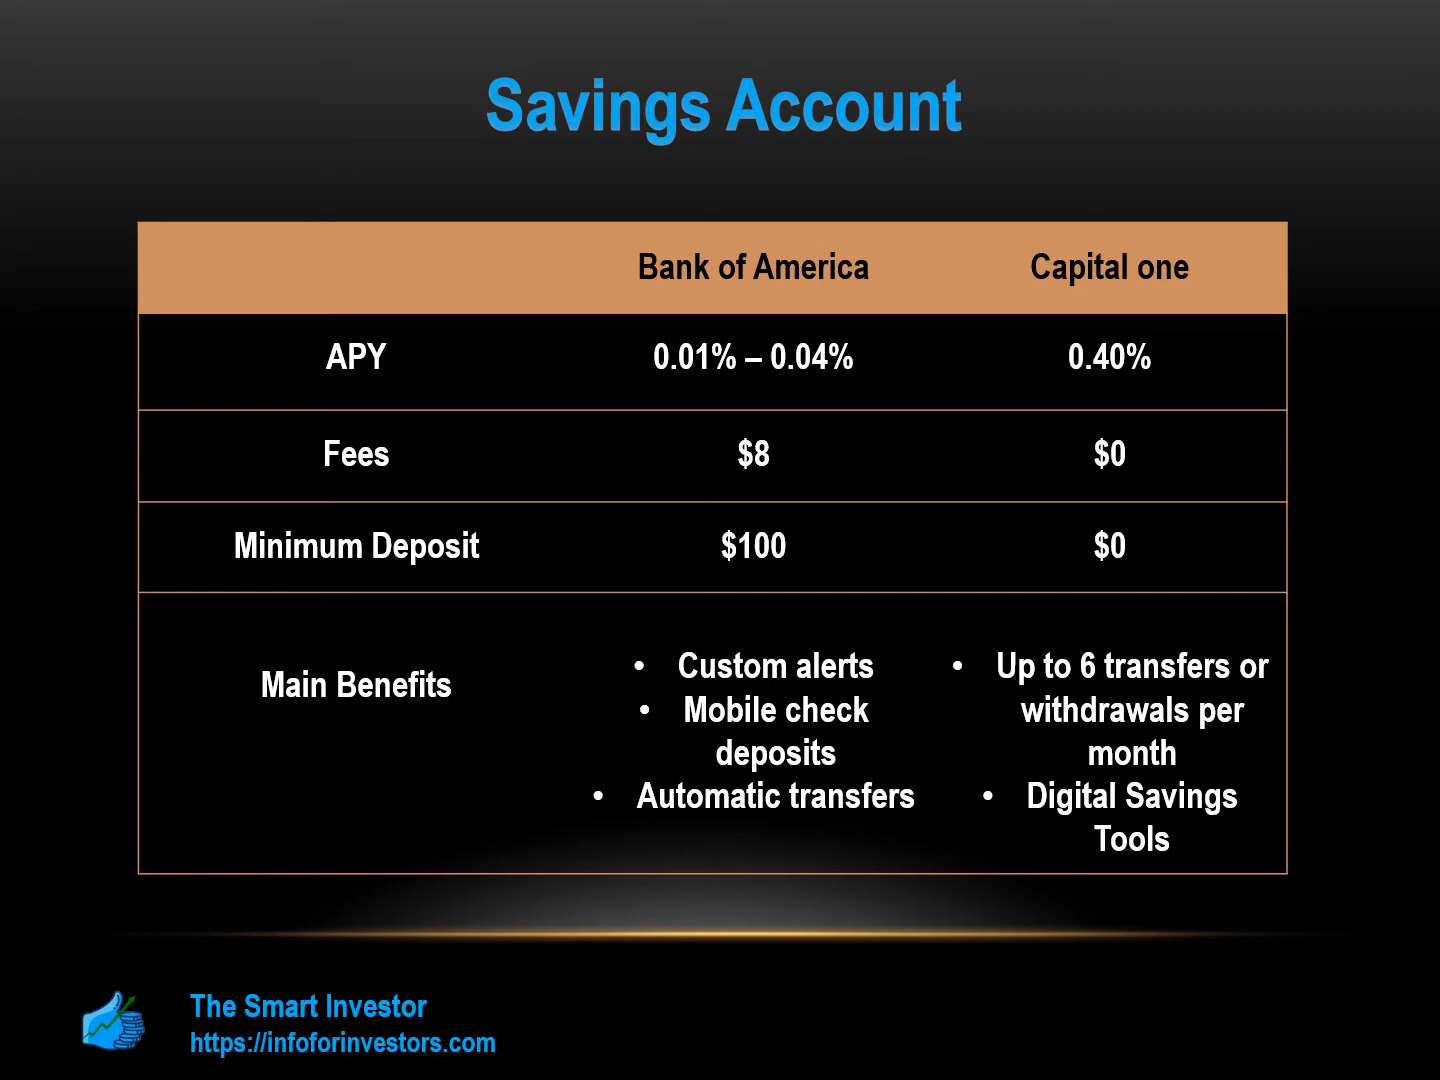 Savings Account
Bank of America
Capital one
APY
0.01% – 0.04%
0.40%
Fees
$8
$0
Minimum Deposit
$100
$0
Main Benefits
• Custom alerts
• Mobile check
deposits
• Automatic transfers
• Up to 6 transfers or
withdrawals per
month
• Digital Savings
Tools
The Smart Investor
https://infoforinvestors.com